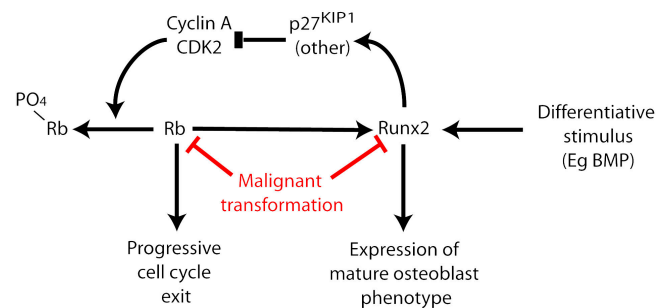 Cyclin A
CDK2
p27KIP1
(other)
PO4
Rb
Rb
Runx2
Differentiative
stimulus
(Eg BMP)
Malignant
transformation
Progressive
cell cycle
exit
Expression of
mature osteoblast
phenotype